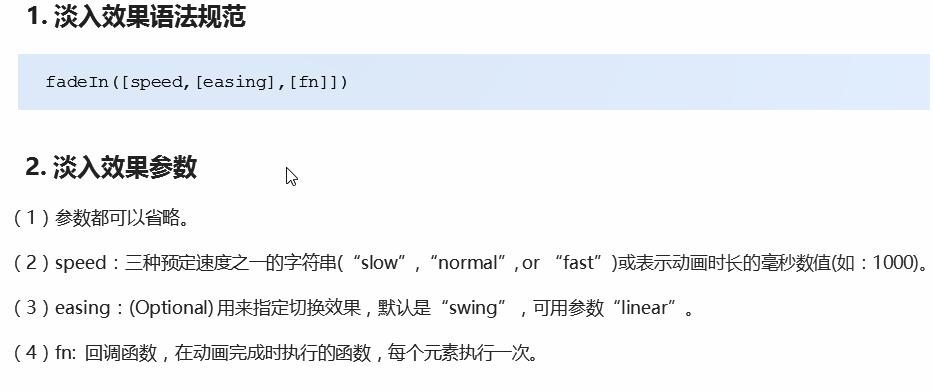 1. 淡入效果语法规范
fadeIn([speed,[easing],[fn]])
2. 淡入效果参数
（1）参数都可以省略。
（2）speed：三种预定速度之一的字符串(“slow”,“normal”, or “fast”)或表示动画时长的毫秒数值(如：1000)。
（3）easing：(Optional) 用来指定切换效果，默认是“swing”，可用参数“linear”。
（4）fn: 回调函数，在动画完成时执行的函数，每个元素执行一次。